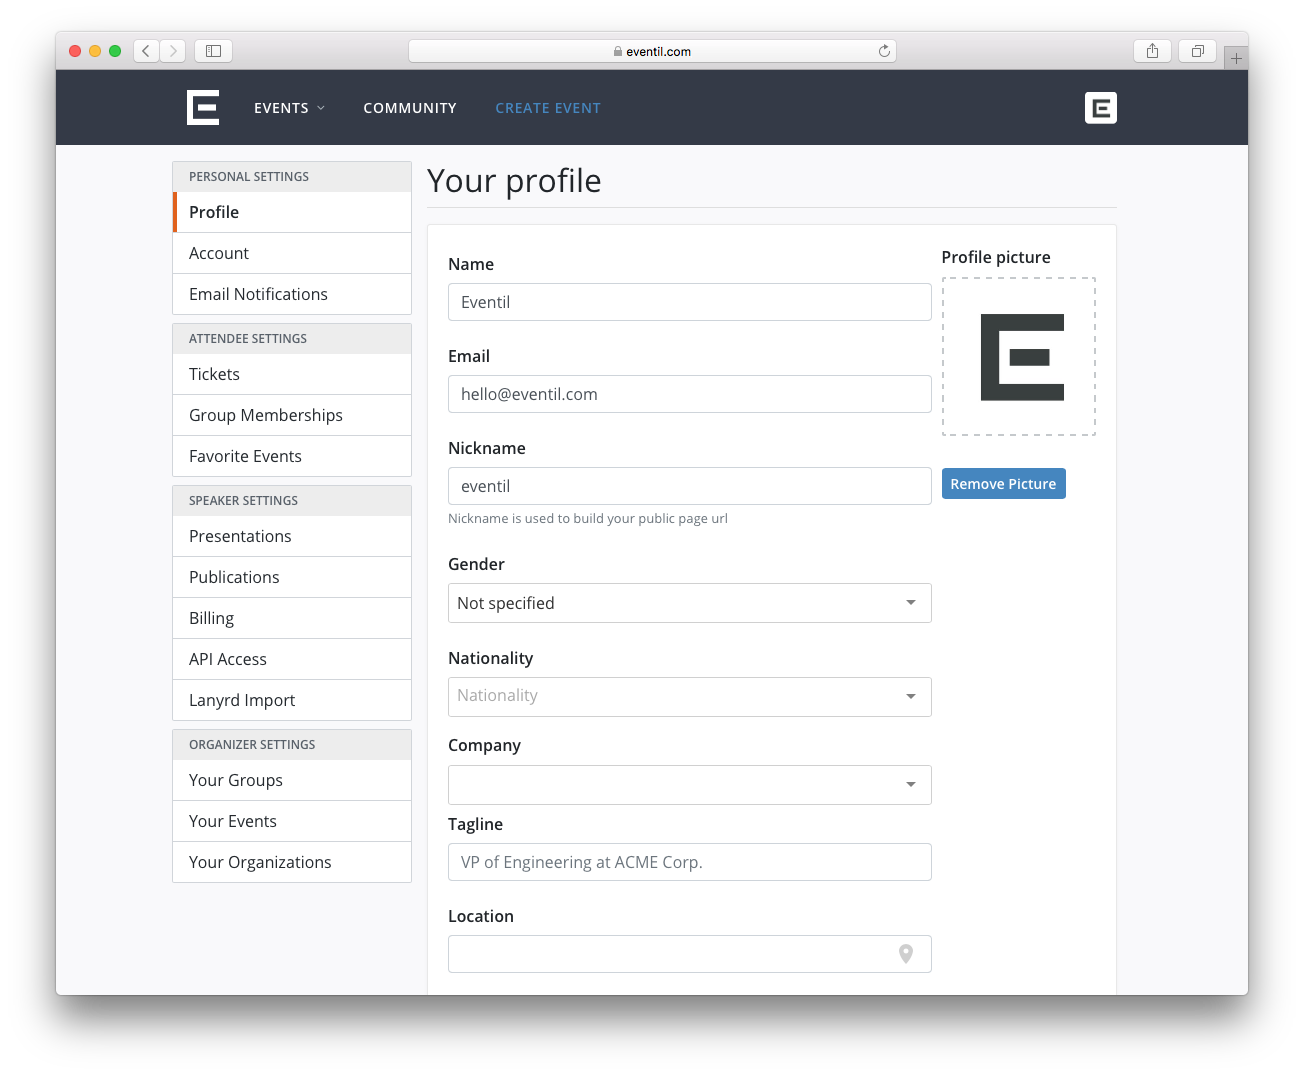 eventil.com
EVENTS
COMMUNITY
CREATE EVENT
PERSONAL SETTINGS
Profile
Account
Email Notifications
ATTENDEE SETTINGS
Tickets
Group Memberships
Favorite Events
SPEAKER SETTINGS
Presentations
Publications
Billing
API Access
Lanyrd Import
ORGANIZER SETTINGS
Your Groups
Your Events
Your Organizations
Your profile
Name
Eventil
Email
hello@eventil.com
Nickname
eventil
Nickname is used to build your public page url
Gender
Not specified
Nationality
Nationality
Company
Tagline
VP of Engineering at ACME Corp.
Location
Profile picture
Remove Picture